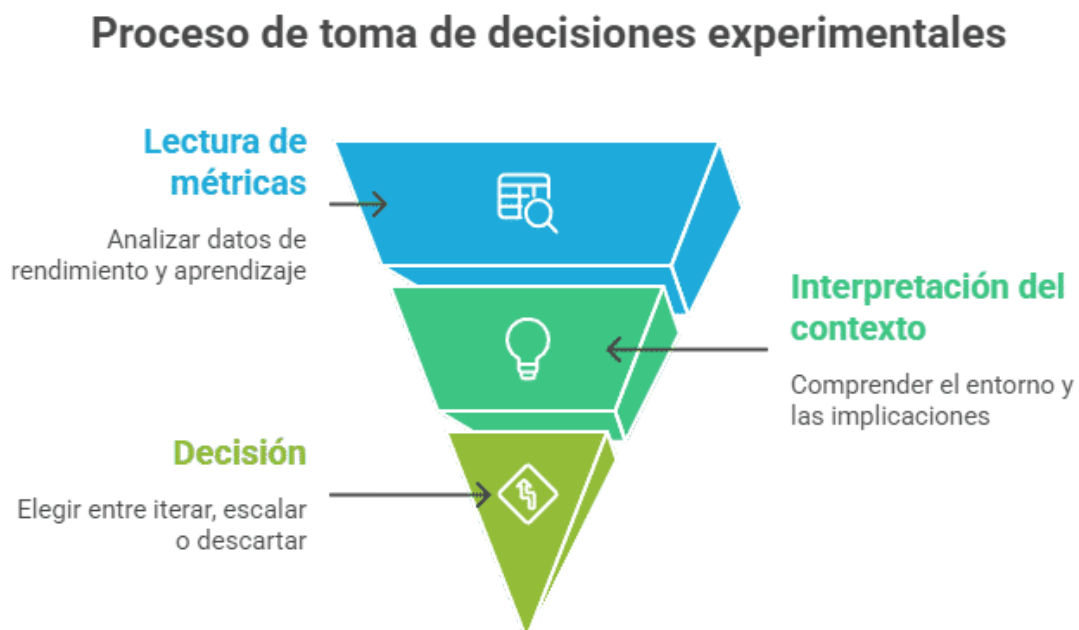 Proceso de toma de decisiones experimentales
Lectura de
métricas
Analizar datos de
rendimiento y aprendizaje
Interpretación del
contexto
Comprender el entorno y
las implicaciones
Decisión
Elegir entre iterar, escalar
o descartar